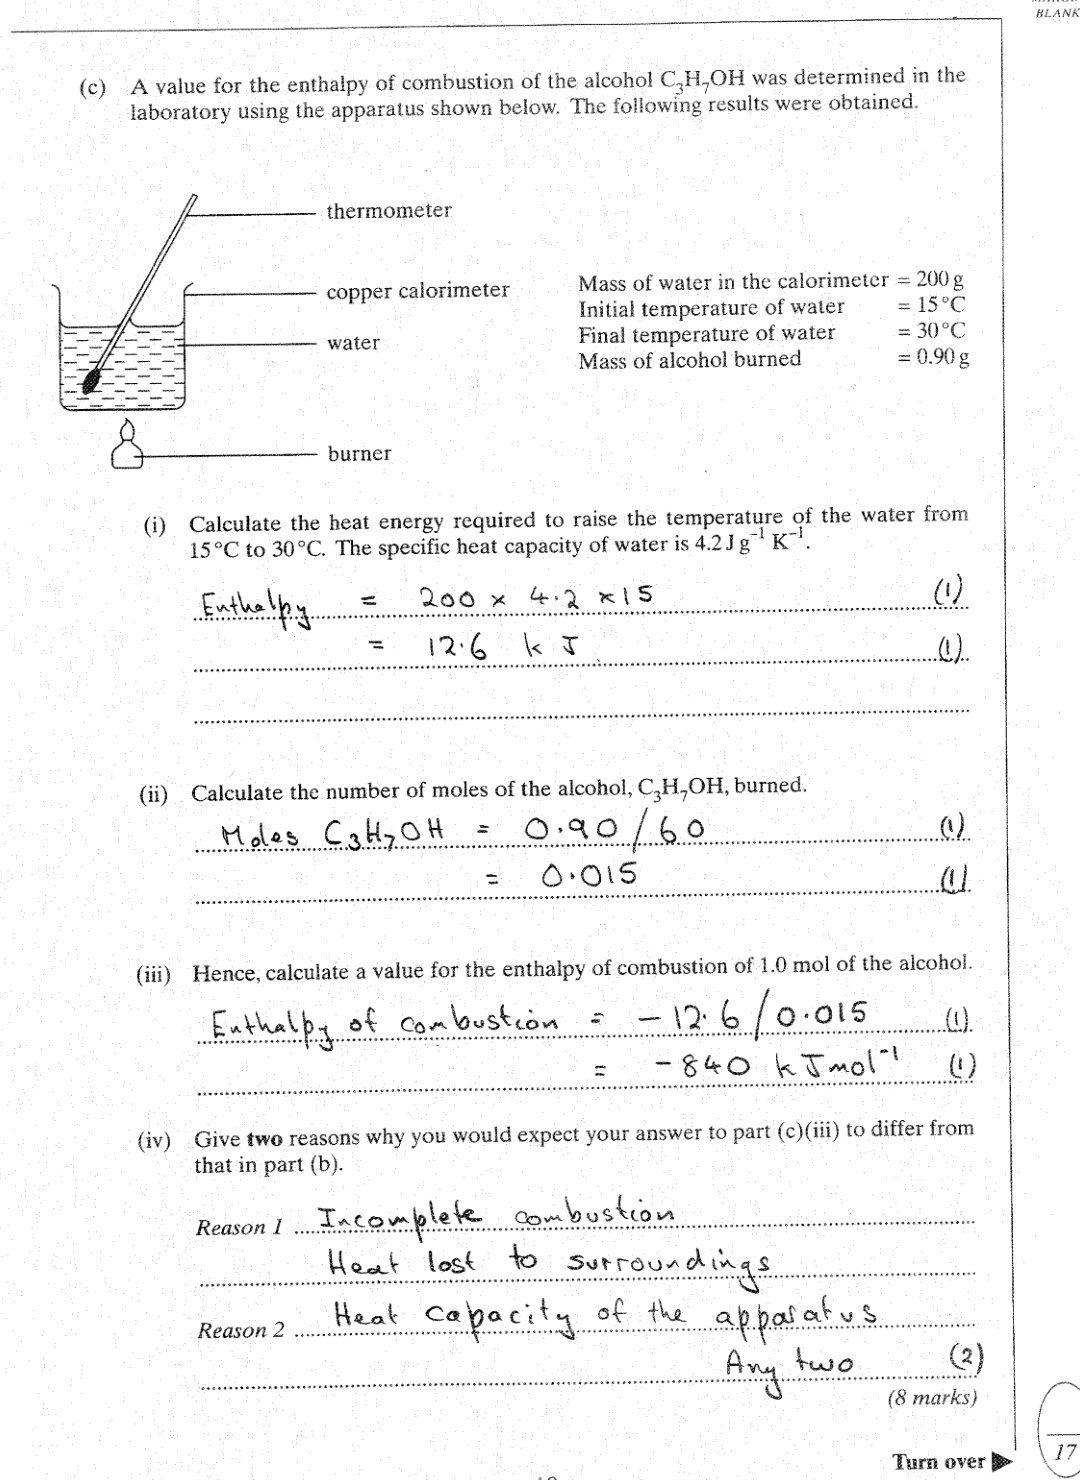 BLANK
(c) A value for the enthalpy of combustion of the alcohol C₃H₇OH was determined in the
laboratory using the apparatus shown below. The following results were obtained.
thermometer
copper calorimeter
water
burner
Mass of water in the calorimeter = 200 g
Initial temperature of water = 15 °C
Final temperature of water = 30 °C
Mass of alcohol burned = 0.90 g
(i) Calculate the heat energy required to raise the temperature of the water from
15 °C to 30 °C. The specific heat capacity of water is 4.2 J g⁻¹ K⁻¹.
Enthalpy = 200 × 4.2 × 15 (1)
= 12.6 kJ (1)
(ii) Calculate the number of moles of the alcohol, C₃H₇OH, burned.
Moles C₃H₇OH = 0.90 / 60 (1)
= 0.015 (1)
(iii) Hence, calculate a value for the enthalpy of combustion of 1.0 mol of the alcohol.
Enthalpy of combustion = -12.6 / 0.015 (1)
= -840 kJ mol⁻¹ (1)
(iv) Give two reasons why you would expect your answer to part (c)(iii) to differ from
that in part (b).
Reason 1 Incomplete combustion
Heat lost to surroundings
Reason 2 Heat capacity of the apparatus
Any two (2)
(8 marks)
17
Turn over